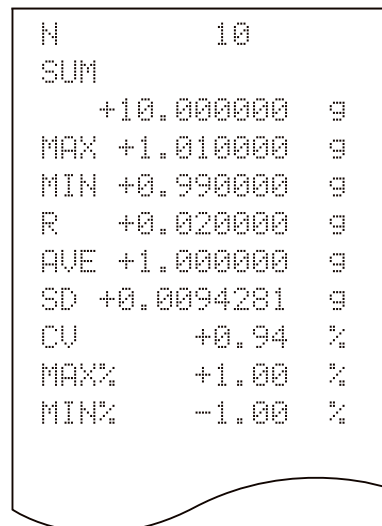 N 10
SUM
+10.000000 g
MAX +1.010000 g
MIN +0.990000 g
R +0.020000 g
AVE +1.000000 g
SD +0.0094281 g
CV +0.94 %
MAX% +1.00 %
MIN% -1.00 %